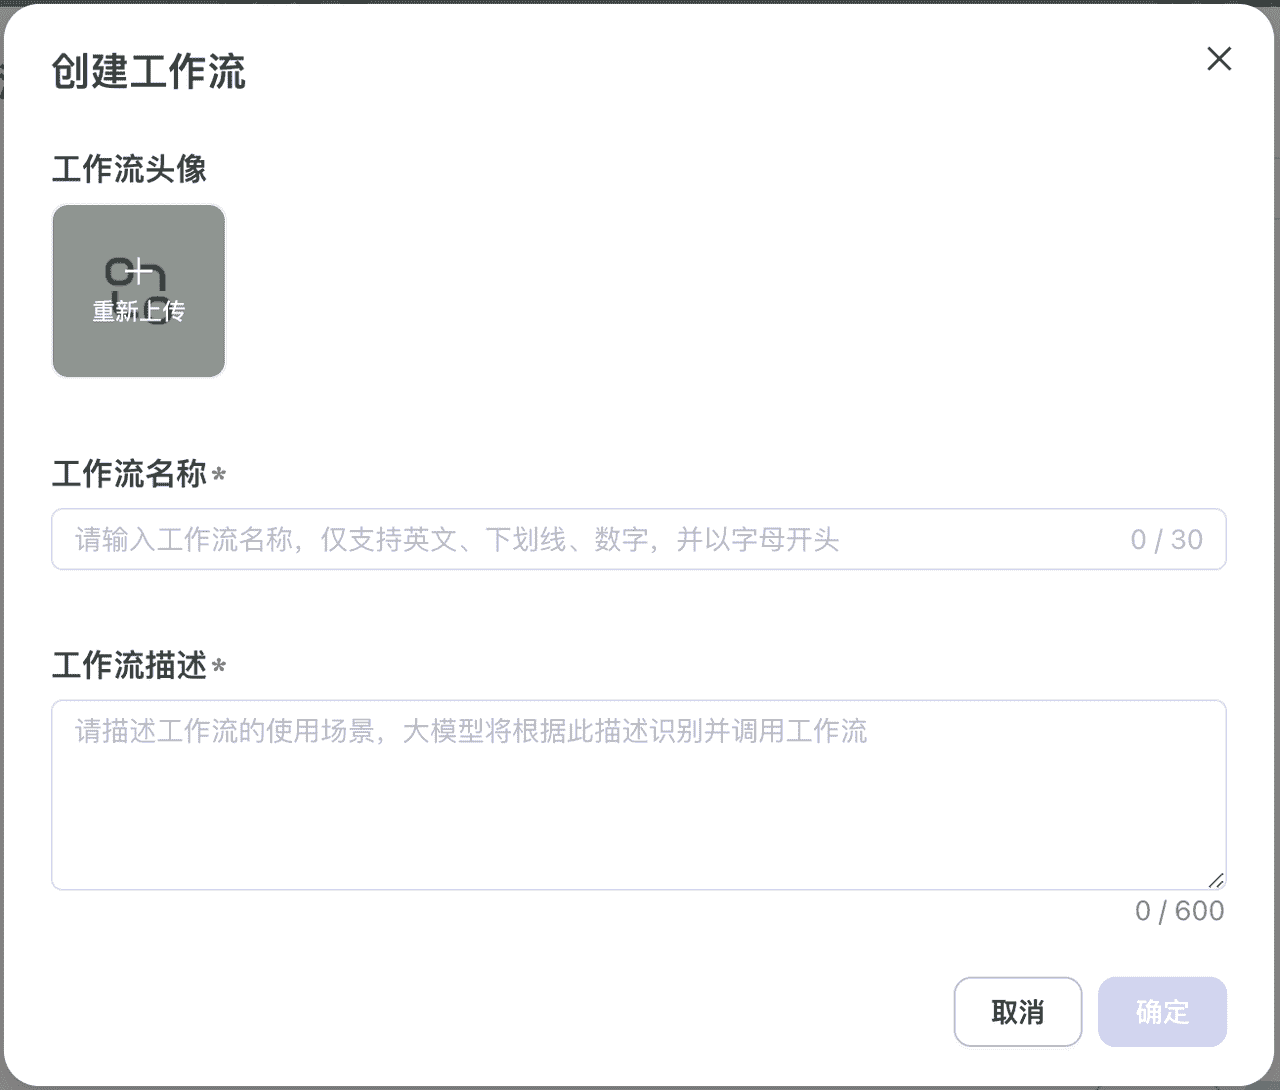 创建工作流
工作流头像
重新上传
工作流名称*
请输入工作流名称，仅支持英文、下划线、数字，并以字母开头
0 / 30
工作流描述*
请描述工作流的使用场景，大模型将根据此描述识别并调用工作流
0 / 600
取消
确定